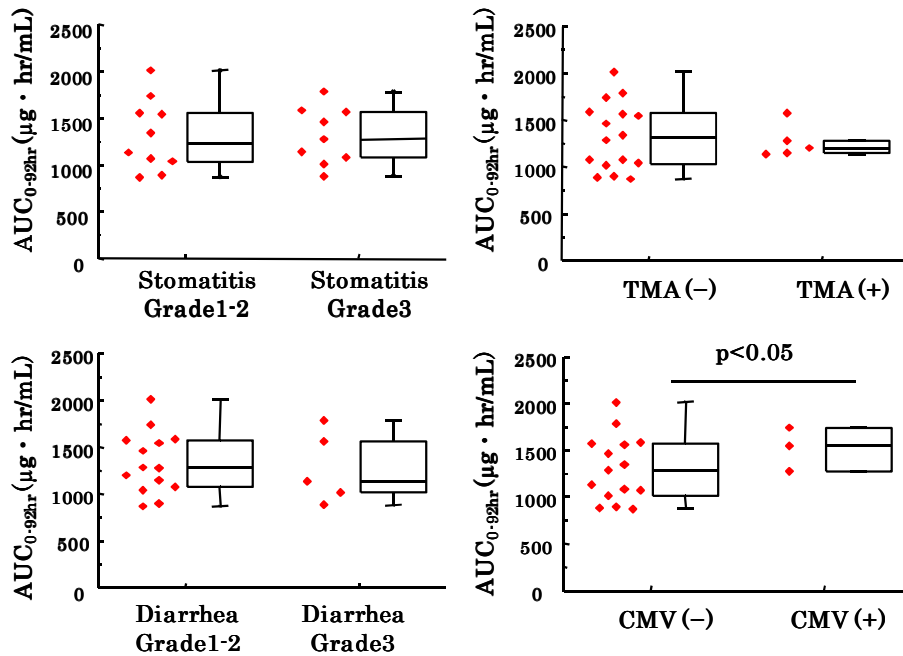 AUC0-92hr (μg・hr/mL)
2500
2000
1500
1000
500
0
Stomatitis
Grade1-2
Stomatitis
Grade3
AUC0-92hr (μg・hr/mL)
2500
2000
1500
1000
500
0
TMA(−)
TMA(+)
AUC0-92hr (μg・hr/mL)
2500
2000
1500
1000
500
0
Diarrhea
Grade1-2
Diarrhea
Grade3
AUC0-92hr (μg・hr/mL)
2500
2000
1500
1000
500
0
p<0.05
CMV(−)
CMV(+)